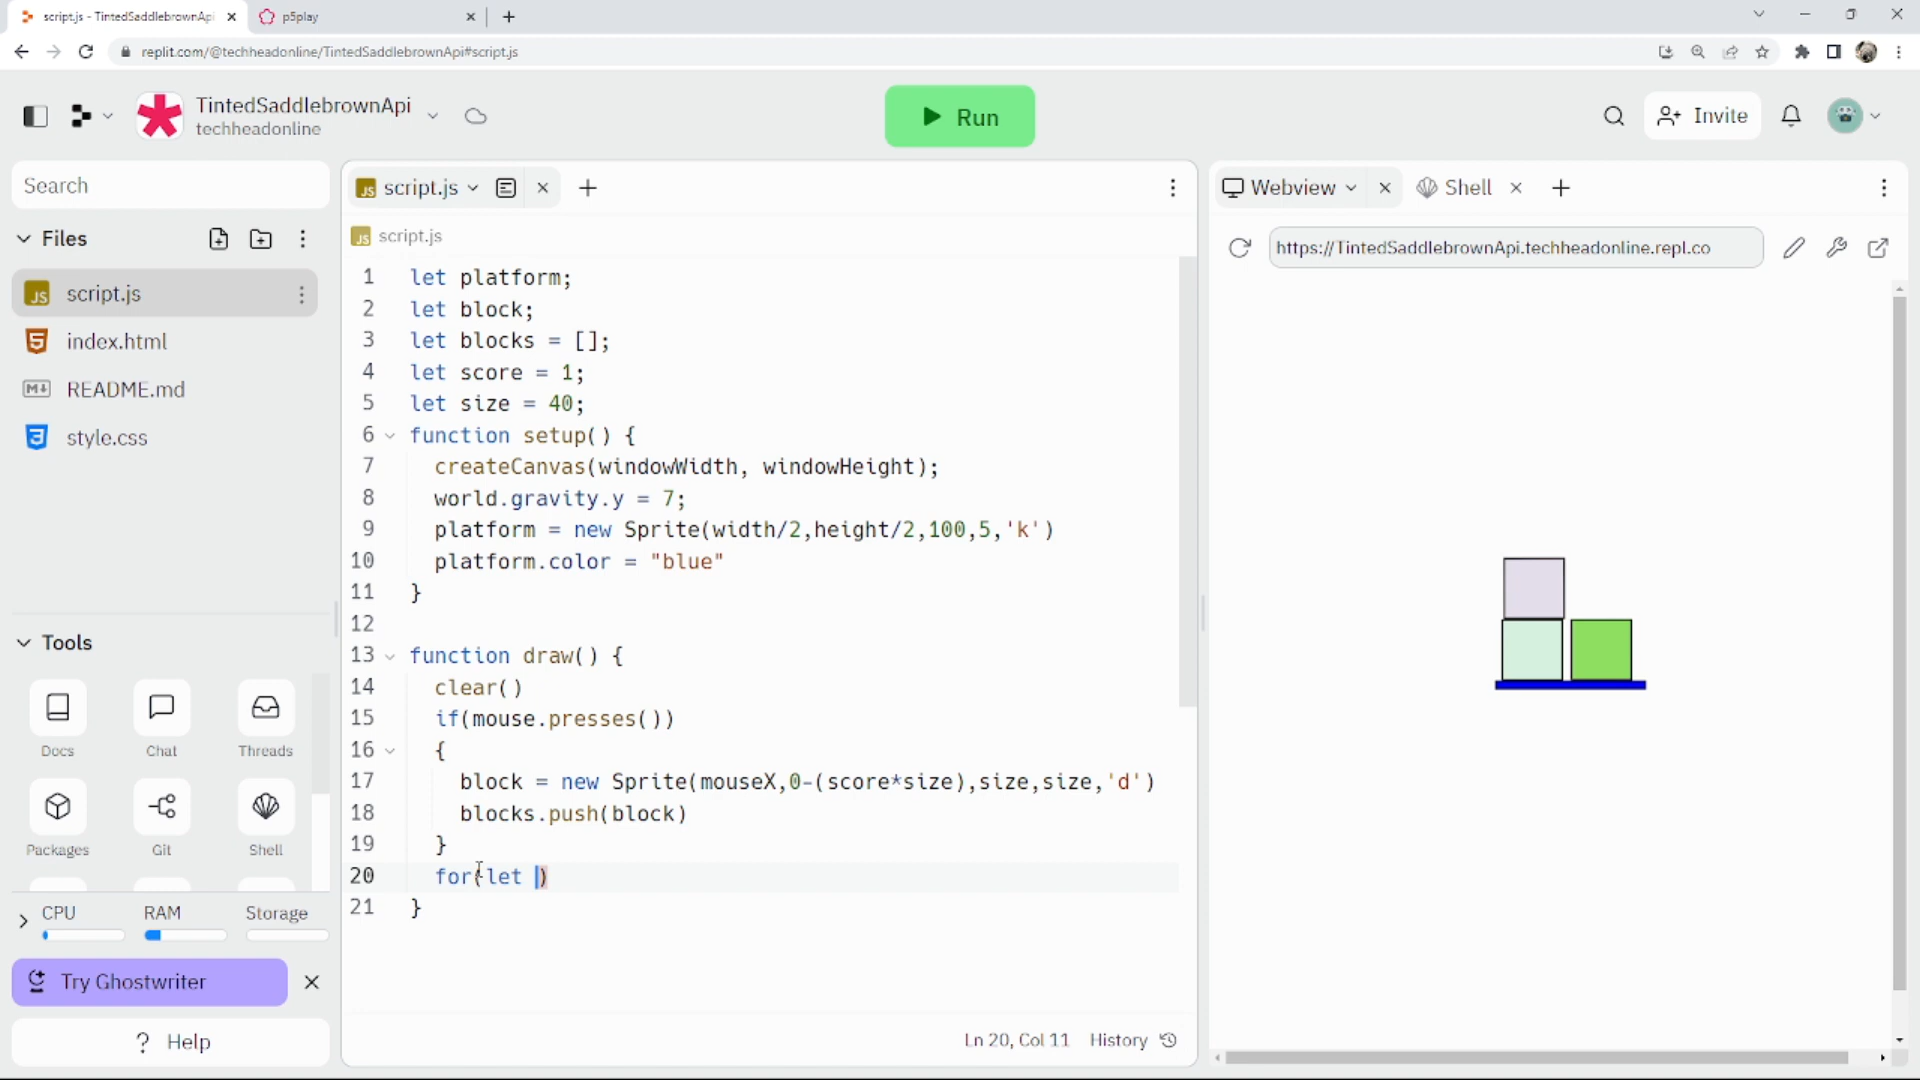 script.js - TintedSaddlebrownApi
p5play
replit.com/@techheadonline/TintedSaddlebrownApi#script.js
TintedSaddlebrownApi
techheadonline
Run
Invite
Search
Files
script.js
index.html
README.md
style.css
Tools
Docs
Chat
Threads
Packages
Git
Shell
CPU
RAM
Storage
Try Ghostwriter
? Help
script.js
script.js
1 let platform;
2 let block;
3 let blocks = [];
4 let score = 1;
5 let size = 40;
6 function setup() {
7 createCanvas(windowWidth, windowHeight);
8 world.gravity.y = 7;
9 platform = new Sprite(width/2,height/2,100,5,'k')
10 platform.color = "blue"
11 }
12
13 function draw() {
14 clear()
15 if(mouse.presses())
16 {
17 block = new Sprite(mouseX,0-(score*size),size,size,'d')
18 blocks.push(block)
19 }
20 for(let )
21 }
Ln 20, Col 11 History
Webview
Shell
https://TintedSaddlebrownApi.techheadonline.repl.co